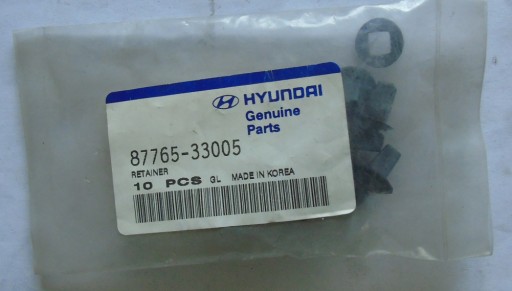 HYUNDAI
Genuine
Parts
87765-33005
RETAINER
10 PCS GL MADE IN KOREA